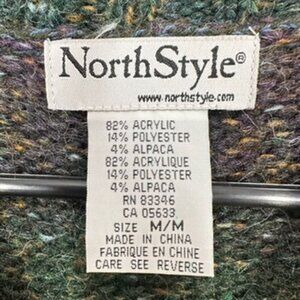 NorthStyle®
www.northstyle.com
82% ACRYLIC
14% POLYESTER
4% ALPACA
82% ACRYLIQUE
14% POLYESTER
4% ALPAGA
RN 83346
CA 05633
SIZE M/M
MADE IN CHINA
FABRIQUE EN CHINE
CARE SEE REVERSE